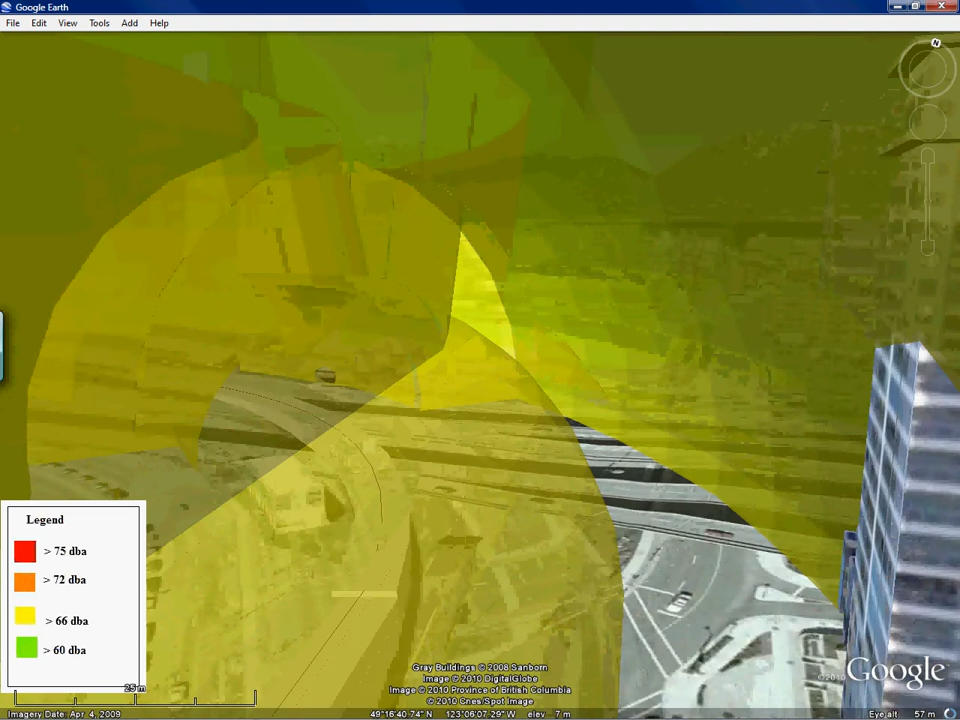 Google Earth
File Edit View Tools Add Help
N
Legend
> 75 dba
> 72 dba
> 66 dba
> 60 dba
25 m
Gray Buildings © 2008 Sanborn
Image © 2010 DigitalGlobe
Image © 2010 Province of British Columbia
© 2010 Cnes/Spot Image
©2010 Google
Imagery Date: Apr 4, 2009 49°16'40.74" N 123°06'07.29" W elev 7 m Eye alt 57 m